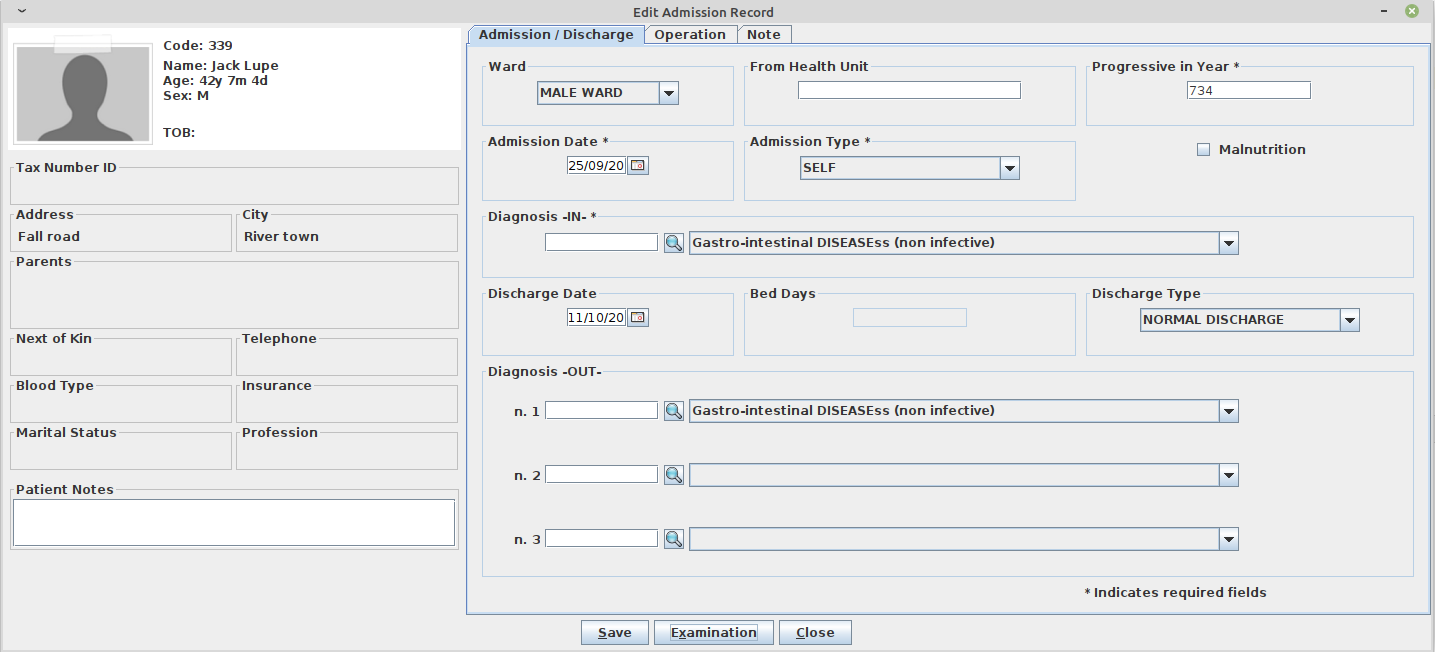 Edit Admission Record
Code: 339
Name: Jack Lupe
Age: 42y 7m 4d
Sex: M
TOB:
Tax Number ID
Address
Fall road
City
River town
Parents
Next of Kin
Telephone
Blood Type
Insurance
Marital Status
Profession
Patient Notes
Admission / Discharge
Operation
Note
Ward
MALE WARD
From Health Unit
Progressive in Year *
734
Admission Date *
25/09/20
Admission Type *
SELF
Malnutrition
Diagnosis -IN- *
Gastro-intestinal DISEASEss (non infective)
Discharge Date
11/10/20
Bed Days
Discharge Type
NORMAL DISCHARGE
Diagnosis -OUT-
n. 1
Gastro-intestinal DISEASEss (non infective)
n. 2
n. 3
* Indicates required fields
Save
Examination
Close